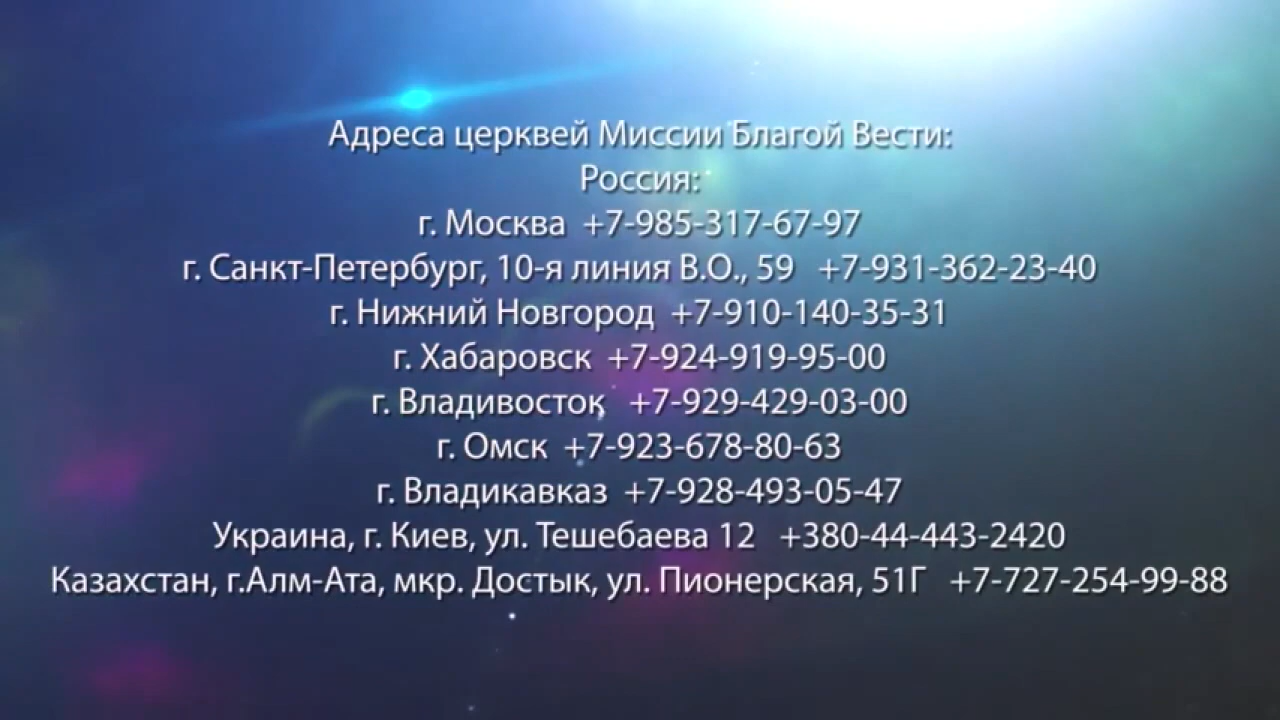 Адреса церквей Миссии Благой Вести:
Россия:
г. Москва +7-985-317-67-97
г. Санкт-Петербург, 10-я линия В.О., 59 +7-931-362-23-40
г. Нижний Новгород +7-910-140-35-31
г. Хабаровск +7-924-919-95-00
г. Владивосток +7-929-429-03-00
г. Омск +7-923-678-80-63
г. Владикавказ +7-928-493-05-47
Украина, г. Киев, ул. Тешебаева 12 +380-44-443-2420
Казахстан, г.Алм-Ата, мкр. Достык, ул. Пионерская, 51Г +7-727-254-99-88